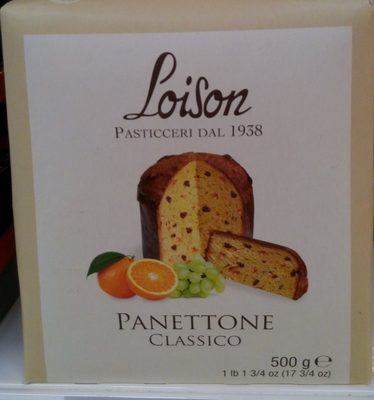 Loison
PASTICCERI DAL 1938
PANETTONE
CLASSICO
500 g ℮
1 lb 1 3/4 oz (17 3/4 oz)